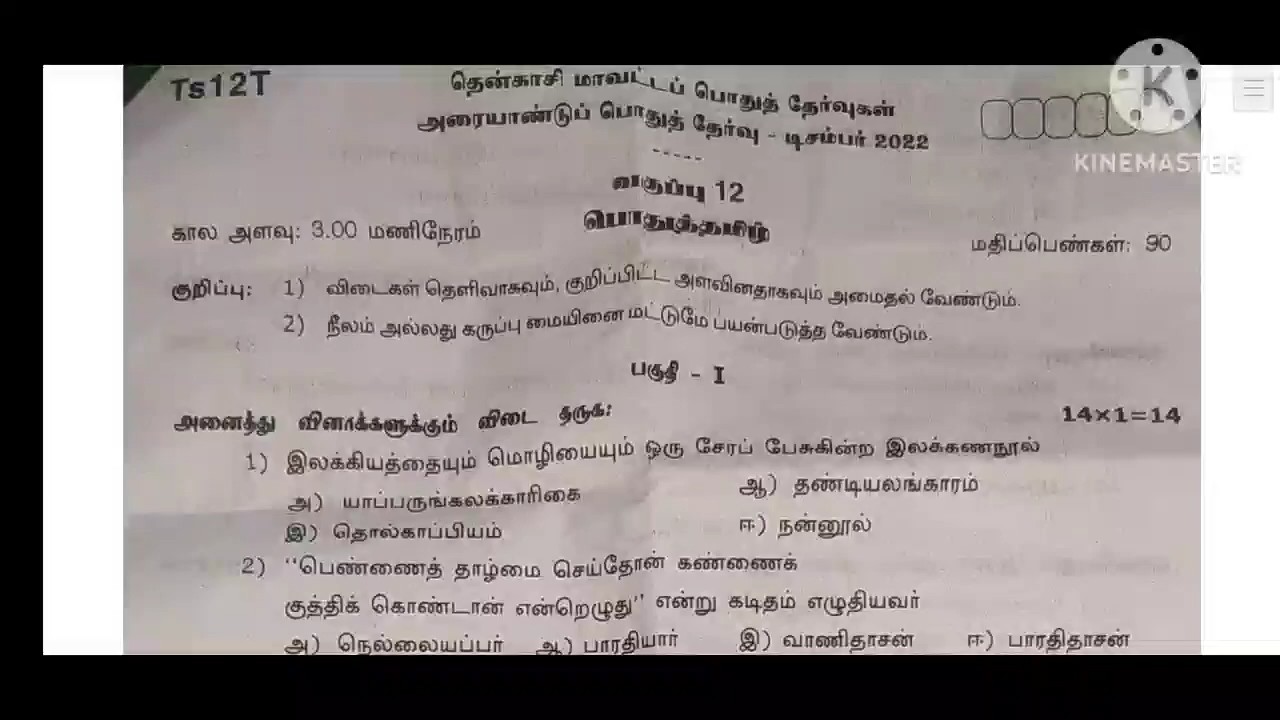 Ts12T
தென்காசி மாவட்டப் பொதுத் தேர்வுகள்
அரையாண்டுப் பொதுத் தேர்வு - டிசம்பர் 2022
-----
வகுப்பு 12
பொதுத்தமிழ்
கால அளவு: 3.00 மணிநேரம்
மதிப்பெண்கள்: 90
குறிப்பு: 1) விடைகள் தெளிவாகவும், குறிப்பிட்ட அளவினதாகவும் அமைதல் வேண்டும்.
2) நீலம் அல்லது கருப்பு மையினை மட்டுமே பயன்படுத்த வேண்டும்.
பகுதி - I
அனைத்து வினாக்களுக்கும் விடை தருக: 14×1=14
1) இலக்கியத்தையும் மொழியையும் ஒரு சேரப் பேசுகின்ற இலக்கணநூல்
அ) யாப்பருங்கலக்காரிகை ஆ) தண்டியலங்காரம்
இ) தொல்காப்பியம் ஈ) நன்னூல்
2) "பெண்ணைத் தாழ்மை செய்தோன் கண்ணைக்
குத்திக் கொண்டான் என்றெழுது" என்று கடிதம் எழுதியவர்
அ) நெல்லையப்பர் ஆ) பாரதியார் இ) வாணிதாசன் ஈ) பாரதிதாசன்
K
KINEMASTER